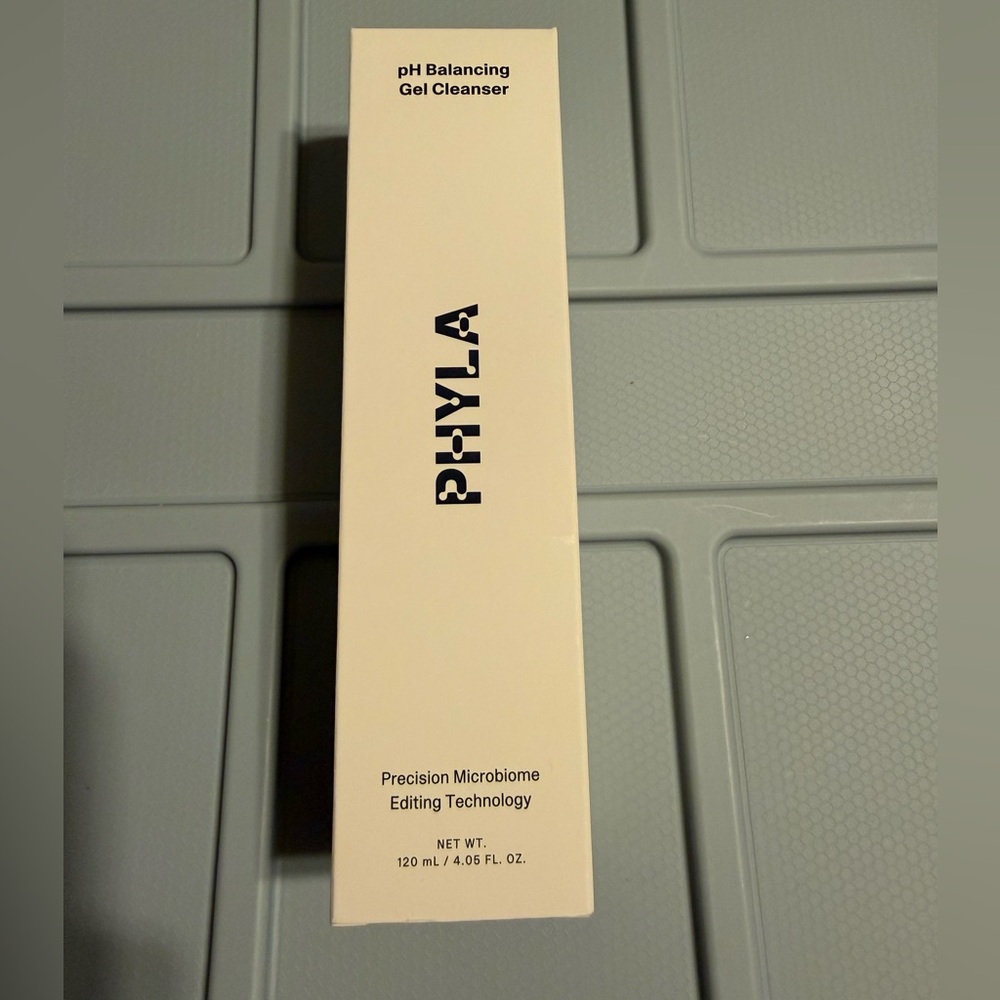 pH Balancing
Gel Cleanser
PHYLA
Precision Microbiome
Editing Technology
NET WT.
120 mL / 4.05 FL. OZ.